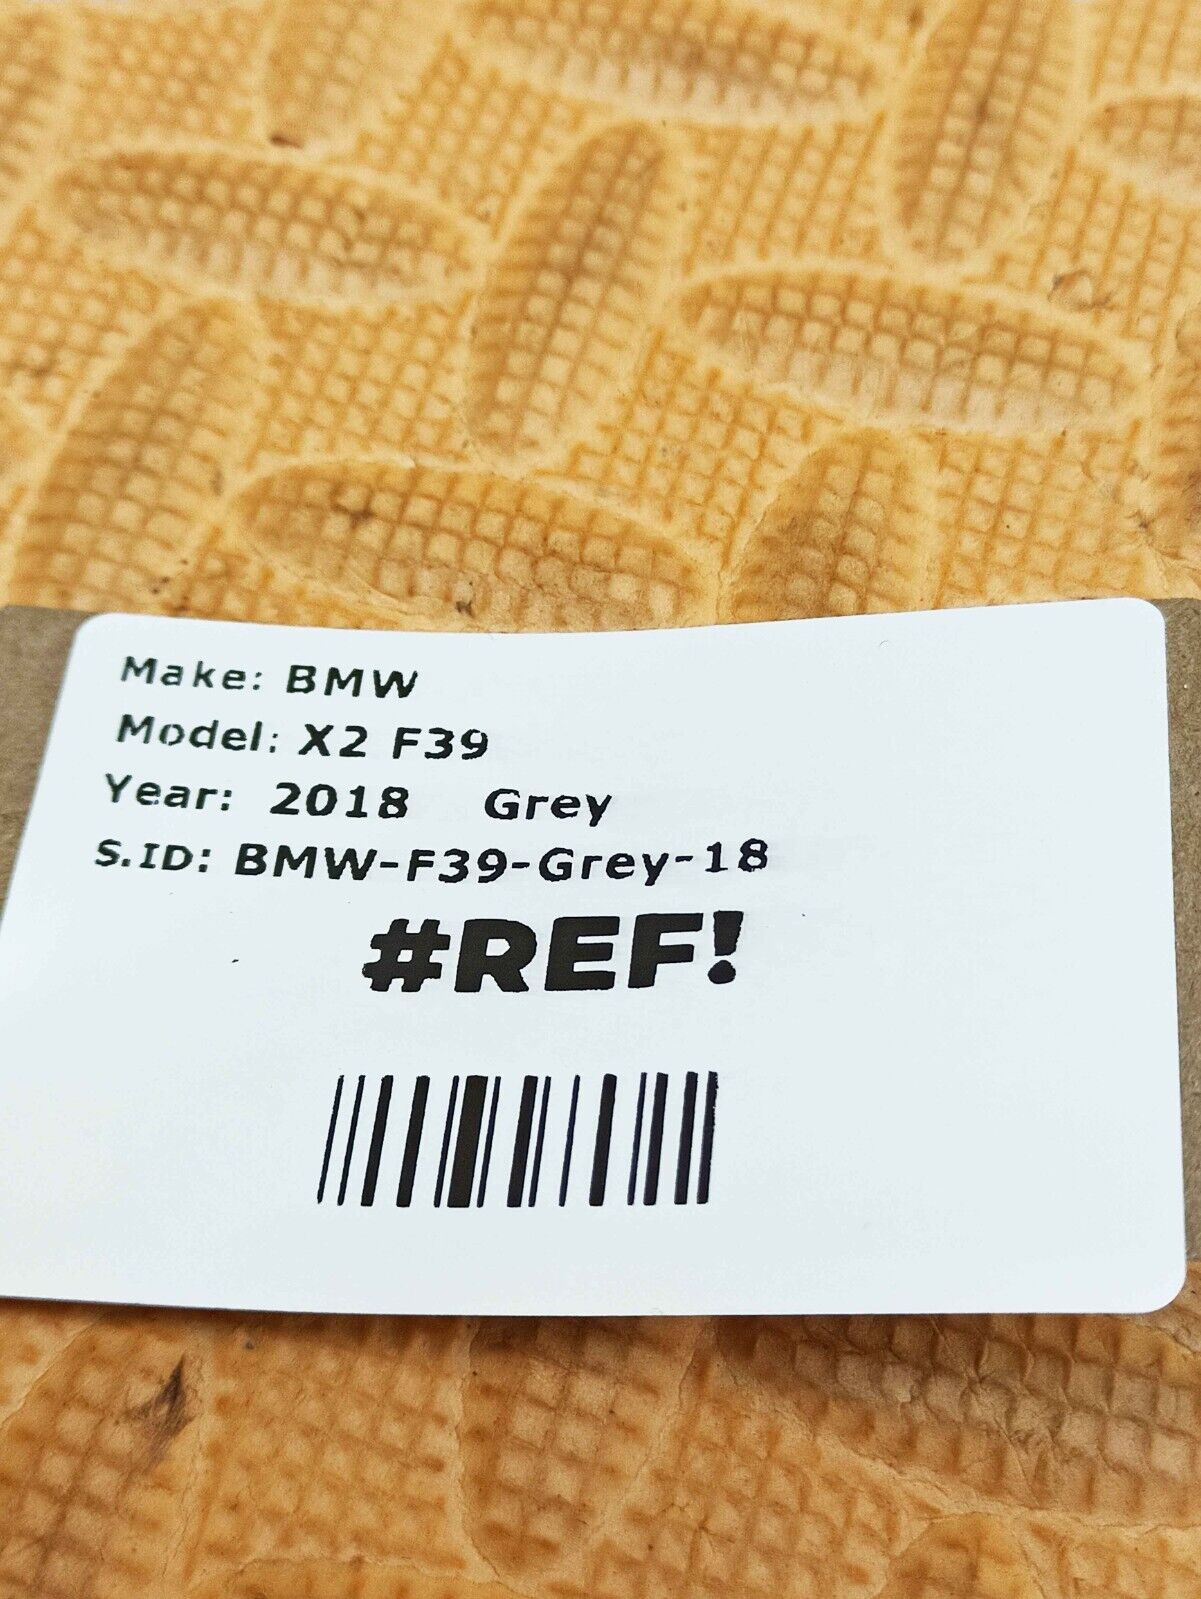 Make: BMW
Model: X2 F39
Year: 2018 Grey
S.ID: BMW-F39-Grey-18
#REF!